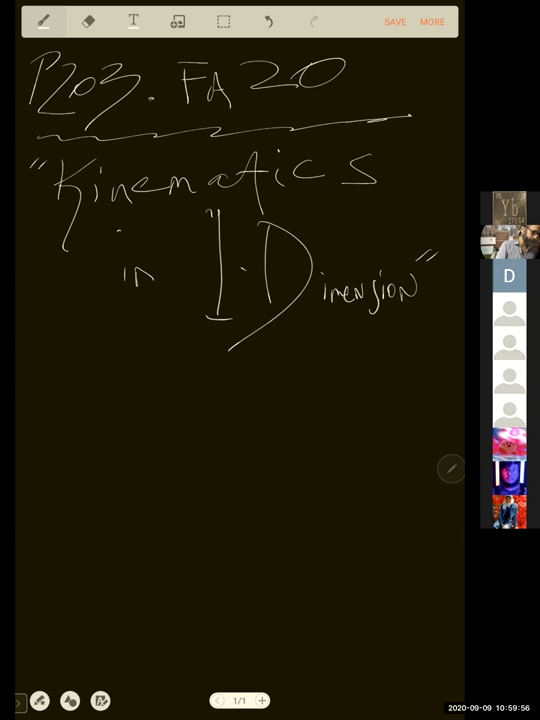 SAVE MORE
P203. FA20
"Kinematics
in 1-Dimension"
Yb
D
1/1
2020-09-09 10:59:56